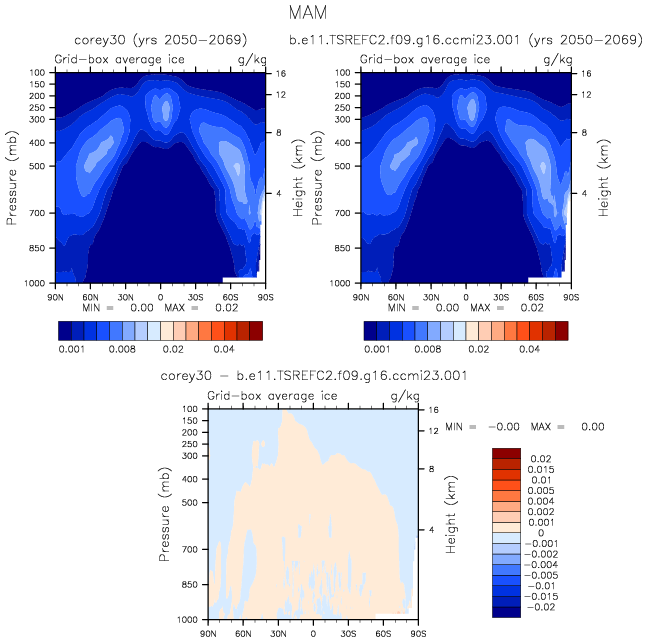 MAM
corey30 (yrs 2050-2069)
b.e11.TSREFC2.f09.g16.ccmi23.001 (yrs 2050-2069)
Grid-box average ice g/kg
Grid-box average ice g/kg
100
150
200
250
300
400
500
700
850
1000
Pressure (mb)
16
12
8
4
Height (km)
90N 60N 30N 0 30S 60S 90S
MIN = 0.00 MAX = 0.02
0.001 0.008 0.02 0.04
100
150
200
250
300
400
500
700
850
1000
Pressure (mb)
16
12
8
4
Height (km)
90N 60N 30N 0 30S 60S 90S
MIN = 0.00 MAX = 0.02
0.001 0.008 0.02 0.04
corey30 - b.e11.TSREFC2.f09.g16.ccmi23.001
Grid-box average ice g/kg
100
150
200
250
300
400
500
700
850
1000
Pressure (mb)
16
12
8
4
Height (km)
90N 60N 30N 0 30S 60S 90S
MIN = -0.00 MAX = 0.00
0.02
0.015
0.01
0.005
0.004
0.002
0.001
0
-0.001
-0.002
-0.004
-0.005
-0.01
-0.015
-0.02